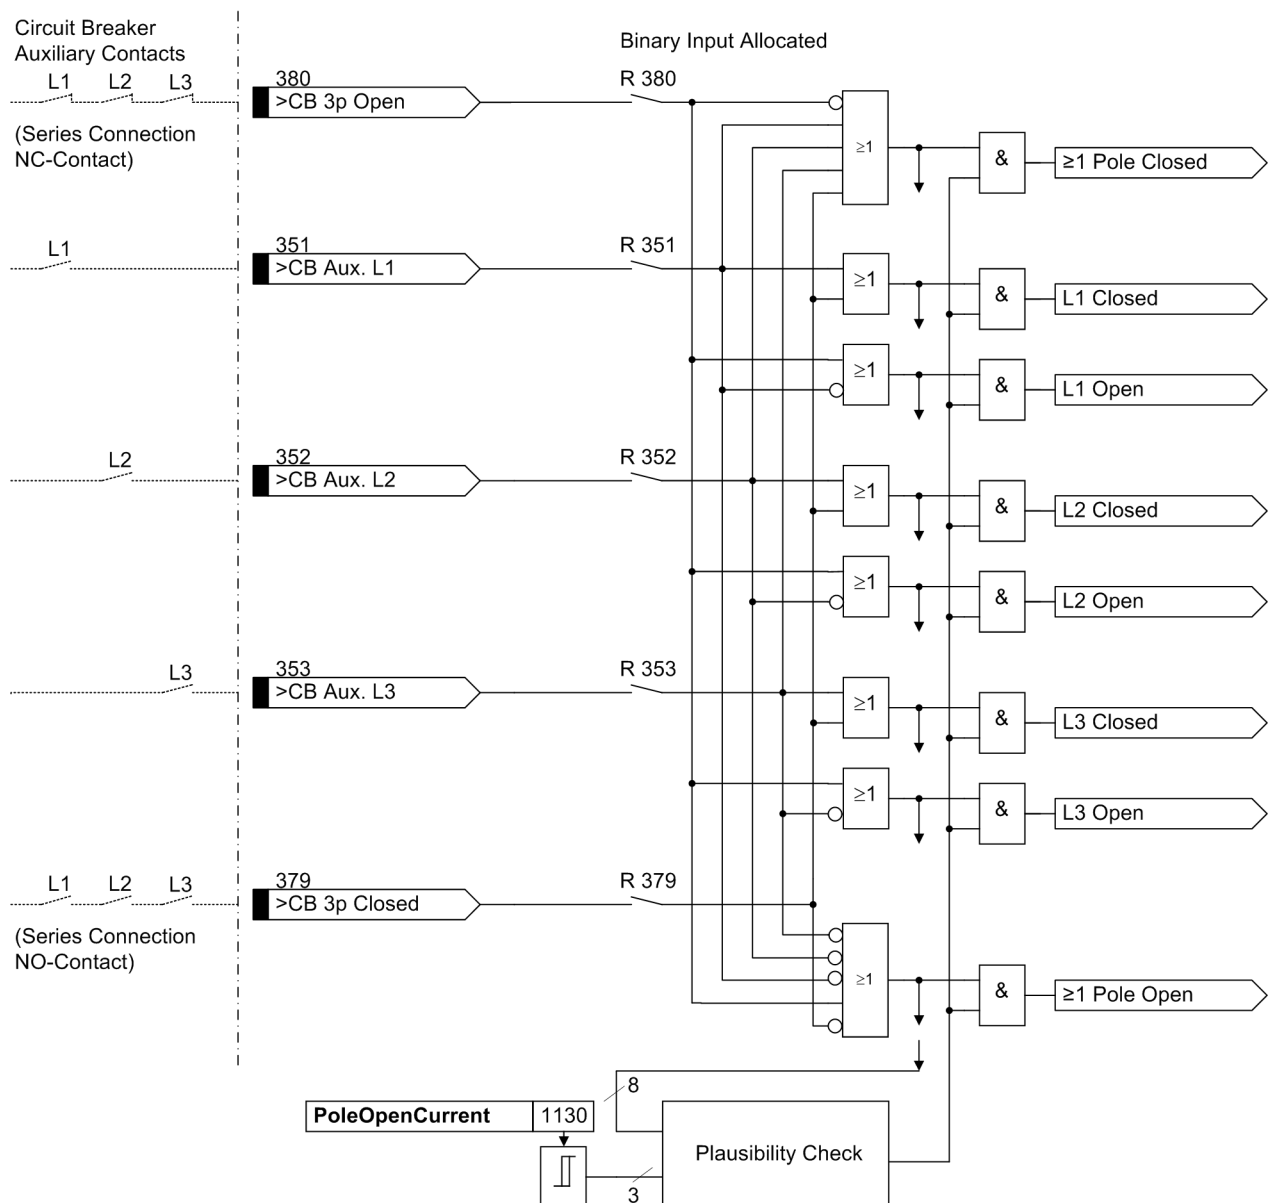 Circuit Breaker
Auxiliary Contacts
Binary Input Allocated
L1 L2 L3
380
>CB 3p Open
R 380
(Series Connection
NC-Contact)
≥1
&
≥1 Pole Closed
L1
351
>CB Aux. L1
R 351
≥1
&
L1 Closed
≥1
&
L1 Open
L2
352
>CB Aux. L2
R 352
≥1
&
L2 Closed
≥1
&
L2 Open
L3
353
>CB Aux. L3
R 353
≥1
&
L3 Closed
≥1
&
L3 Open
L1 L2 L3
379
>CB 3p Closed
R 379
(Series Connection
NO-Contact)
≥1
&
≥1 Pole Open
8
PoleOpenCurrent 1130
Plausibility Check
3